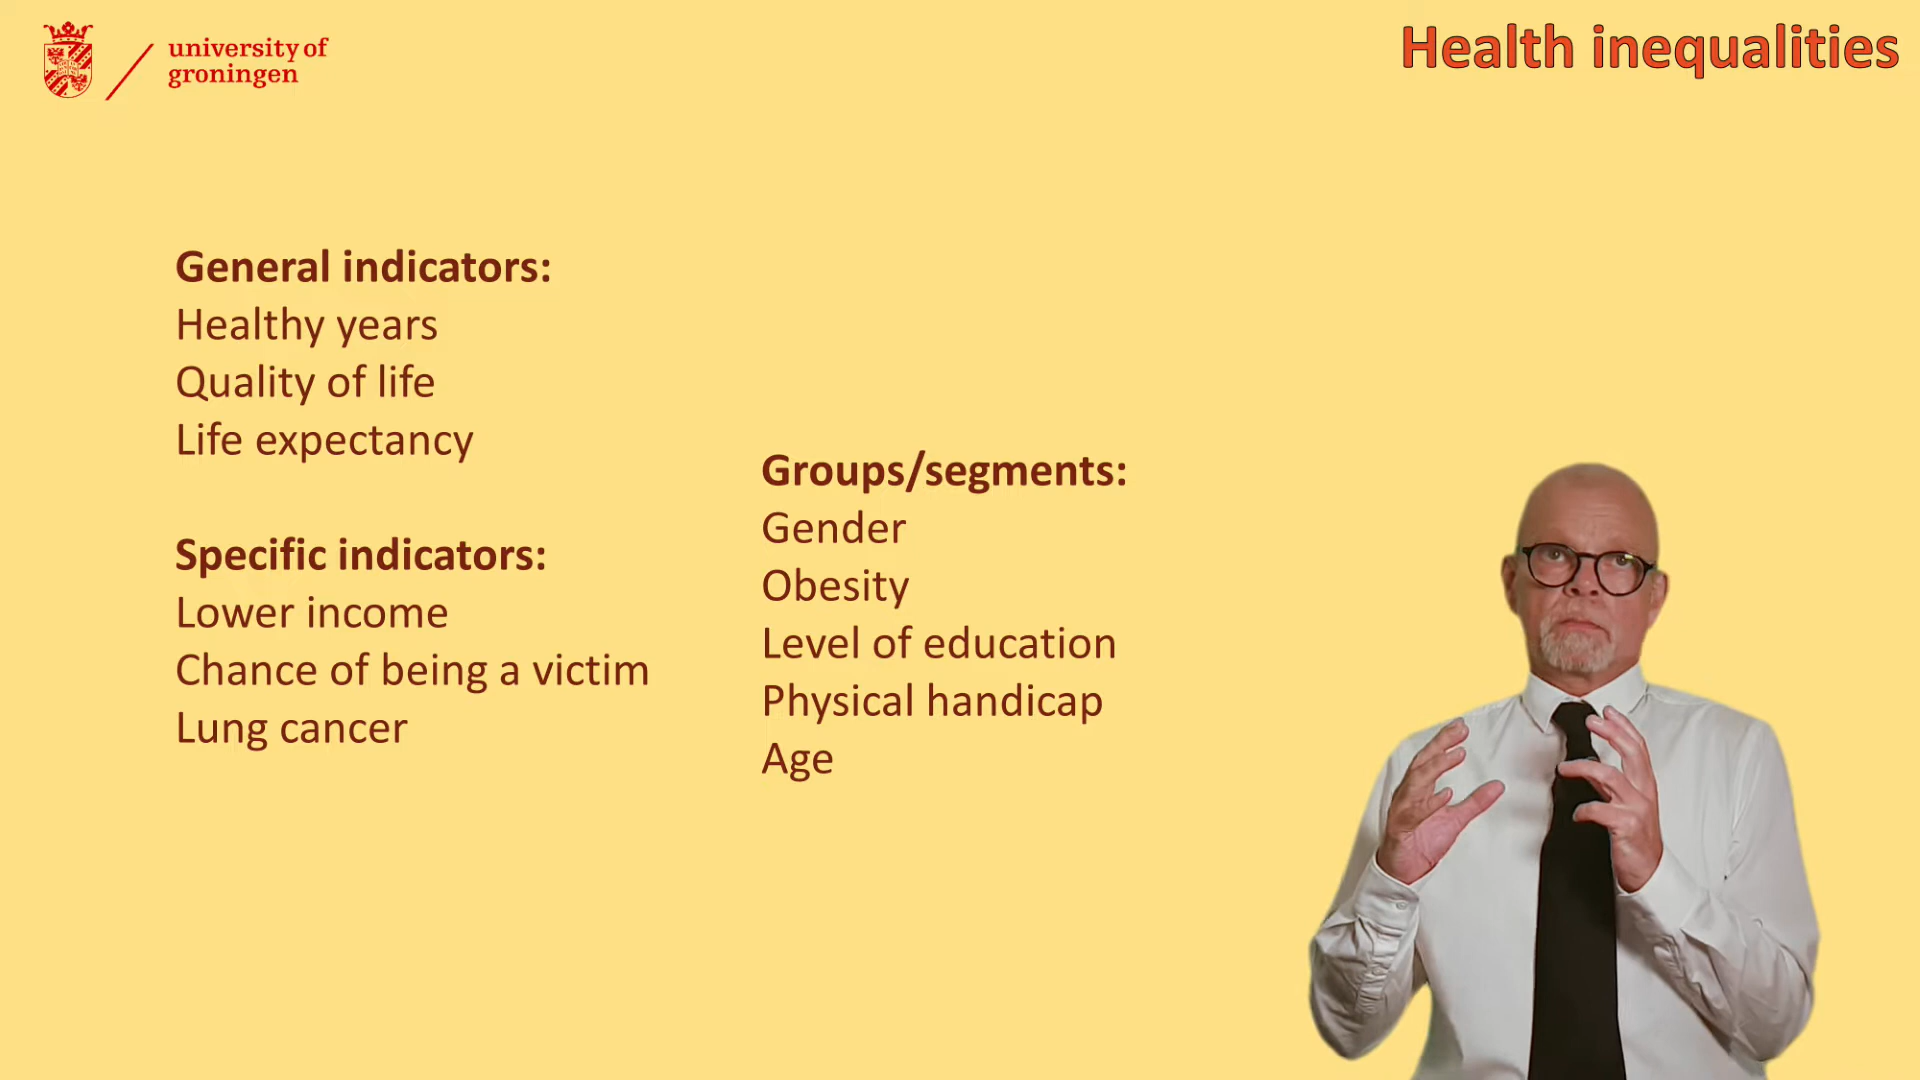 university of
groningen
Health inequalities
General indicators:
Healthy years
Quality of life
Life expectancy
Specific indicators:
Lower income
Chance of being a victim
Lung cancer
Groups/segments:
Gender
Obesity
Level of education
Physical handicap
Age